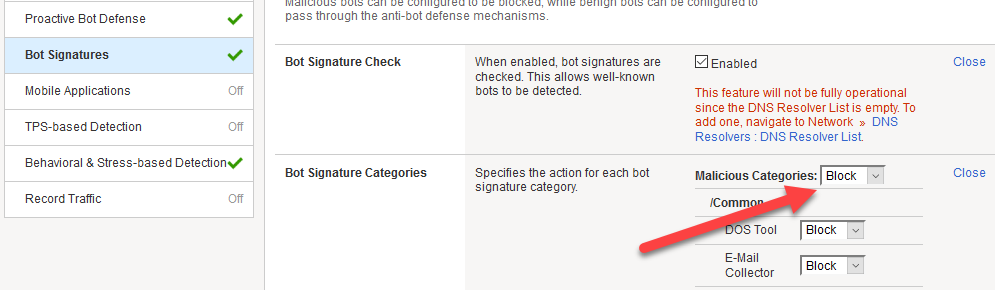 Malicious bots can be configured to be blocked, while benign bots can be configured to
pass through the anti-bot defense mechanisms.
Proactive Bot Defense
Bot Signatures
Mobile Applications Off
TPS-based Detection Off
Behavioral & Stress-based Detection
Record Traffic Off
Bot Signature Check
When enabled, bot signatures are
checked. This allows well-known
bots to be detected.
Enabled
Close
This feature will not be fully operational
since the DNS Resolver List is empty. To
add one, navigate to Network » DNS
Resolvers : DNS Resolver List.
Bot Signature Categories
Specifies the action for each bot
signature category.
Malicious Categories: Block
Close
/Common
DOS Tool Block
E-Mail
Collector Block